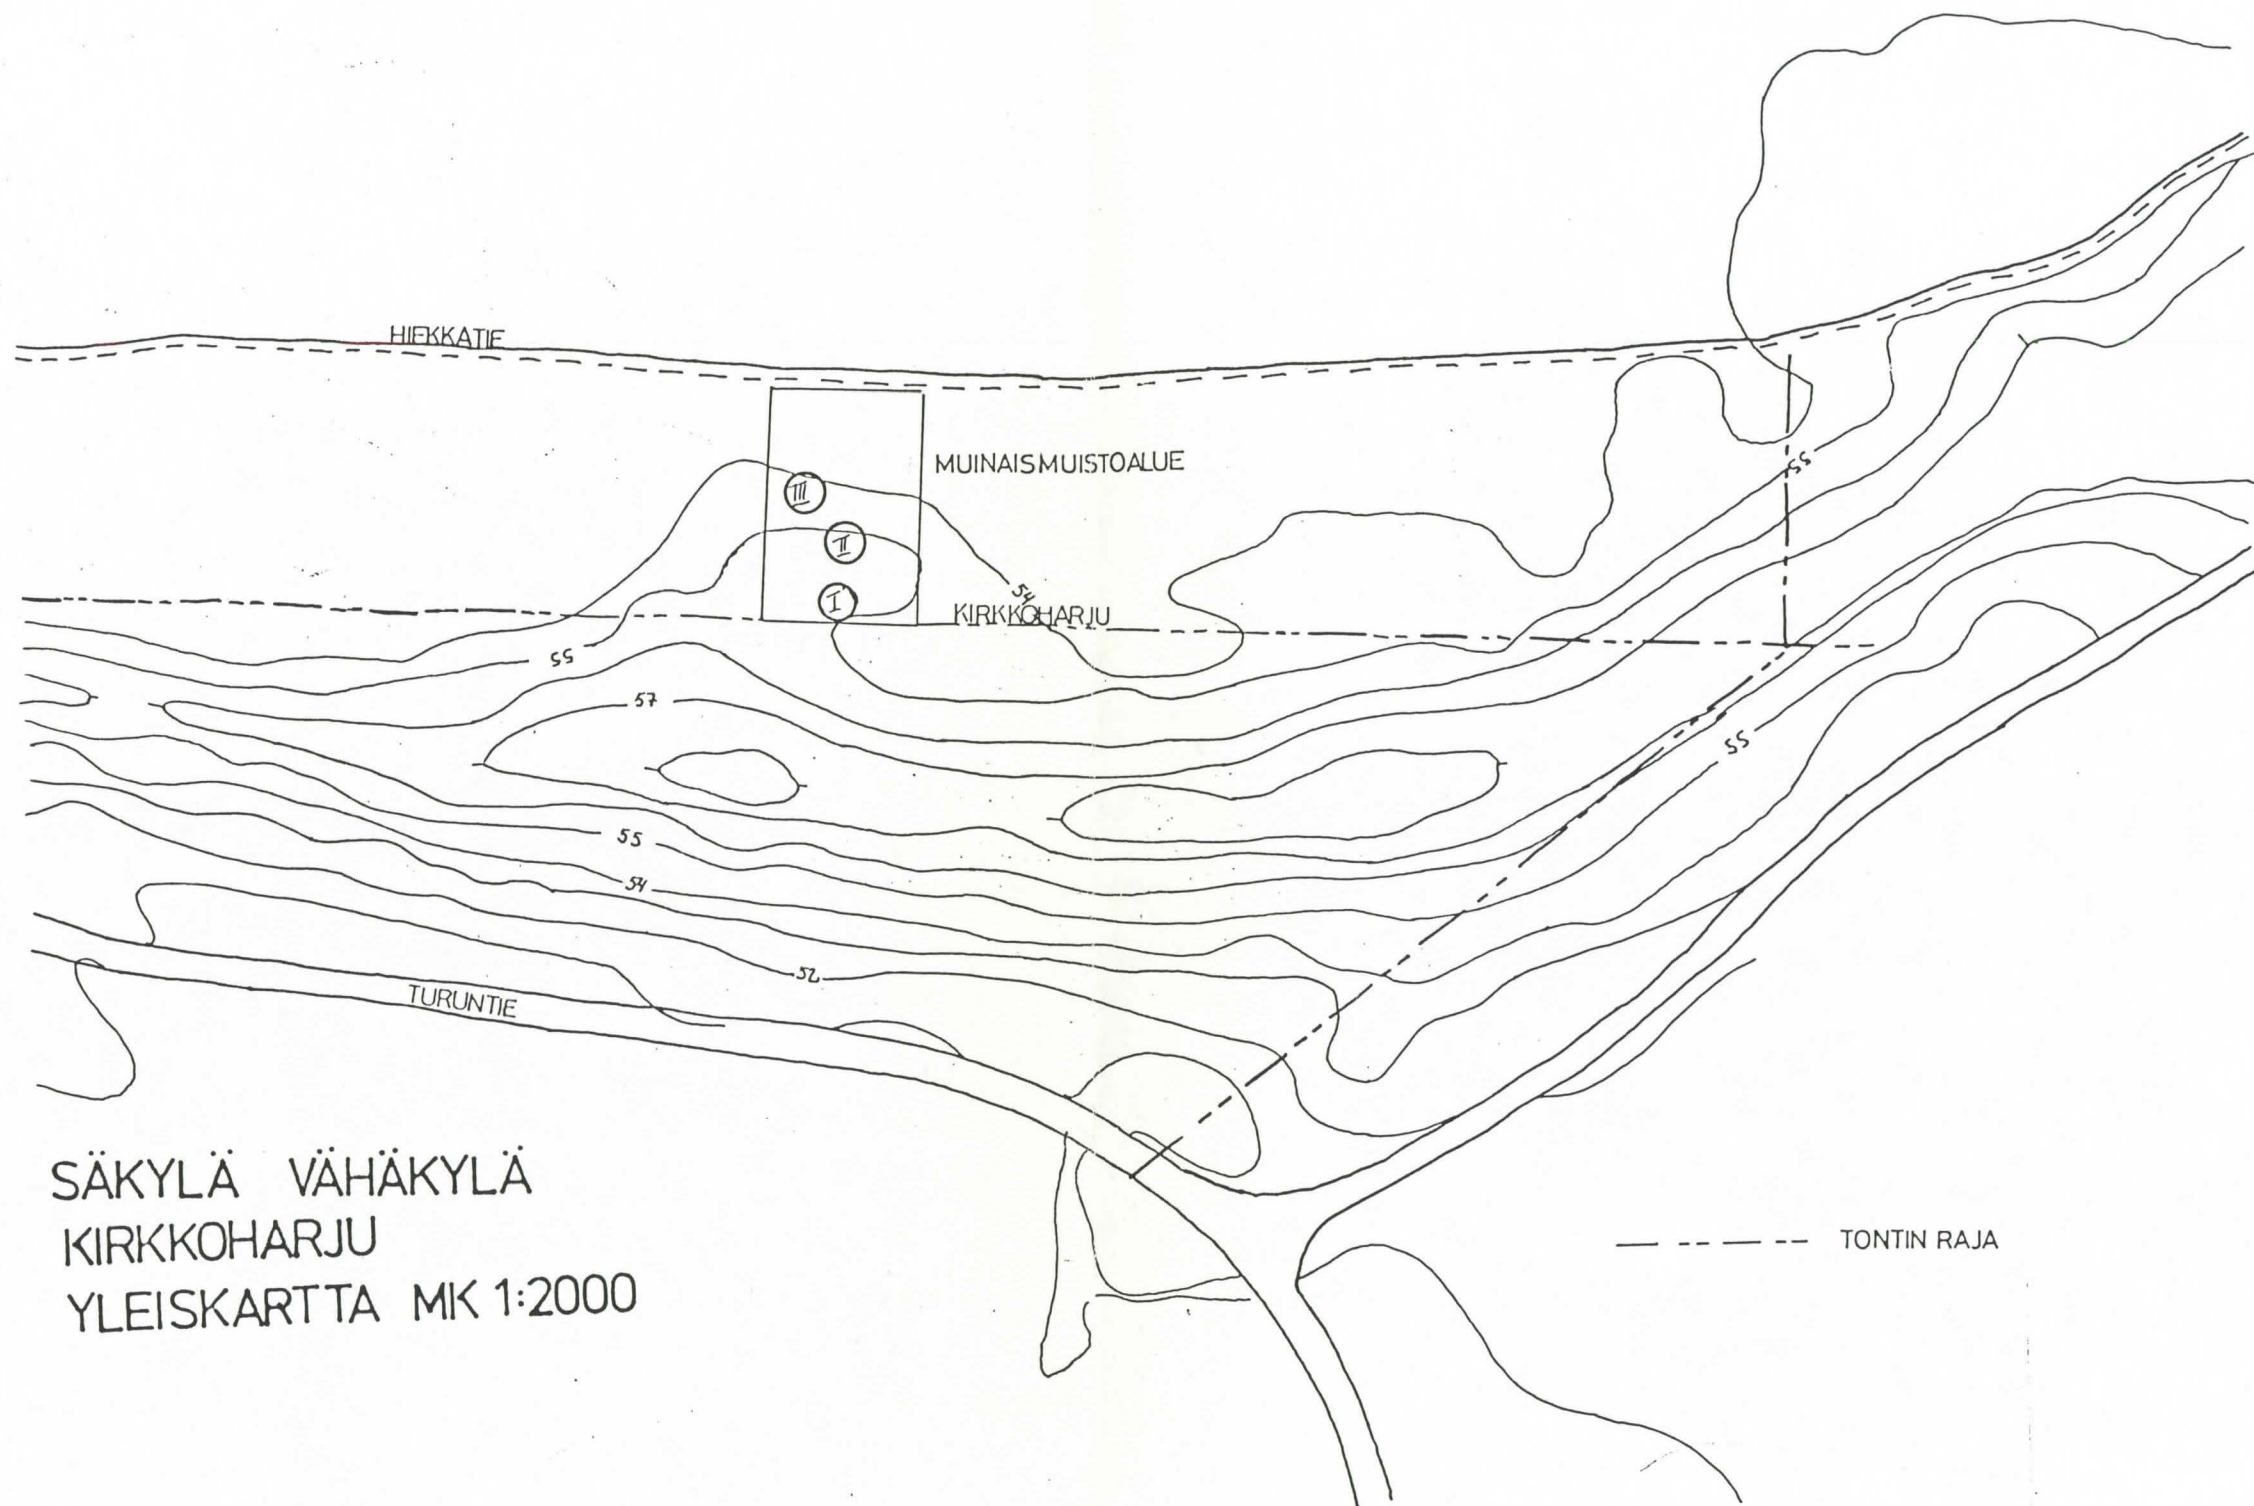 HIEKKATIE
MUINAISMUISTOALUE
III
II
I
54
KIRKKOHARJU
55
55
57
55
55
54
52
TURUNTIE
SÄKYLÄ VÄHÄKYLÄ
KIRKKOHARJU
YLEISKARTTA MK 1:2000
TONTIN RAJA